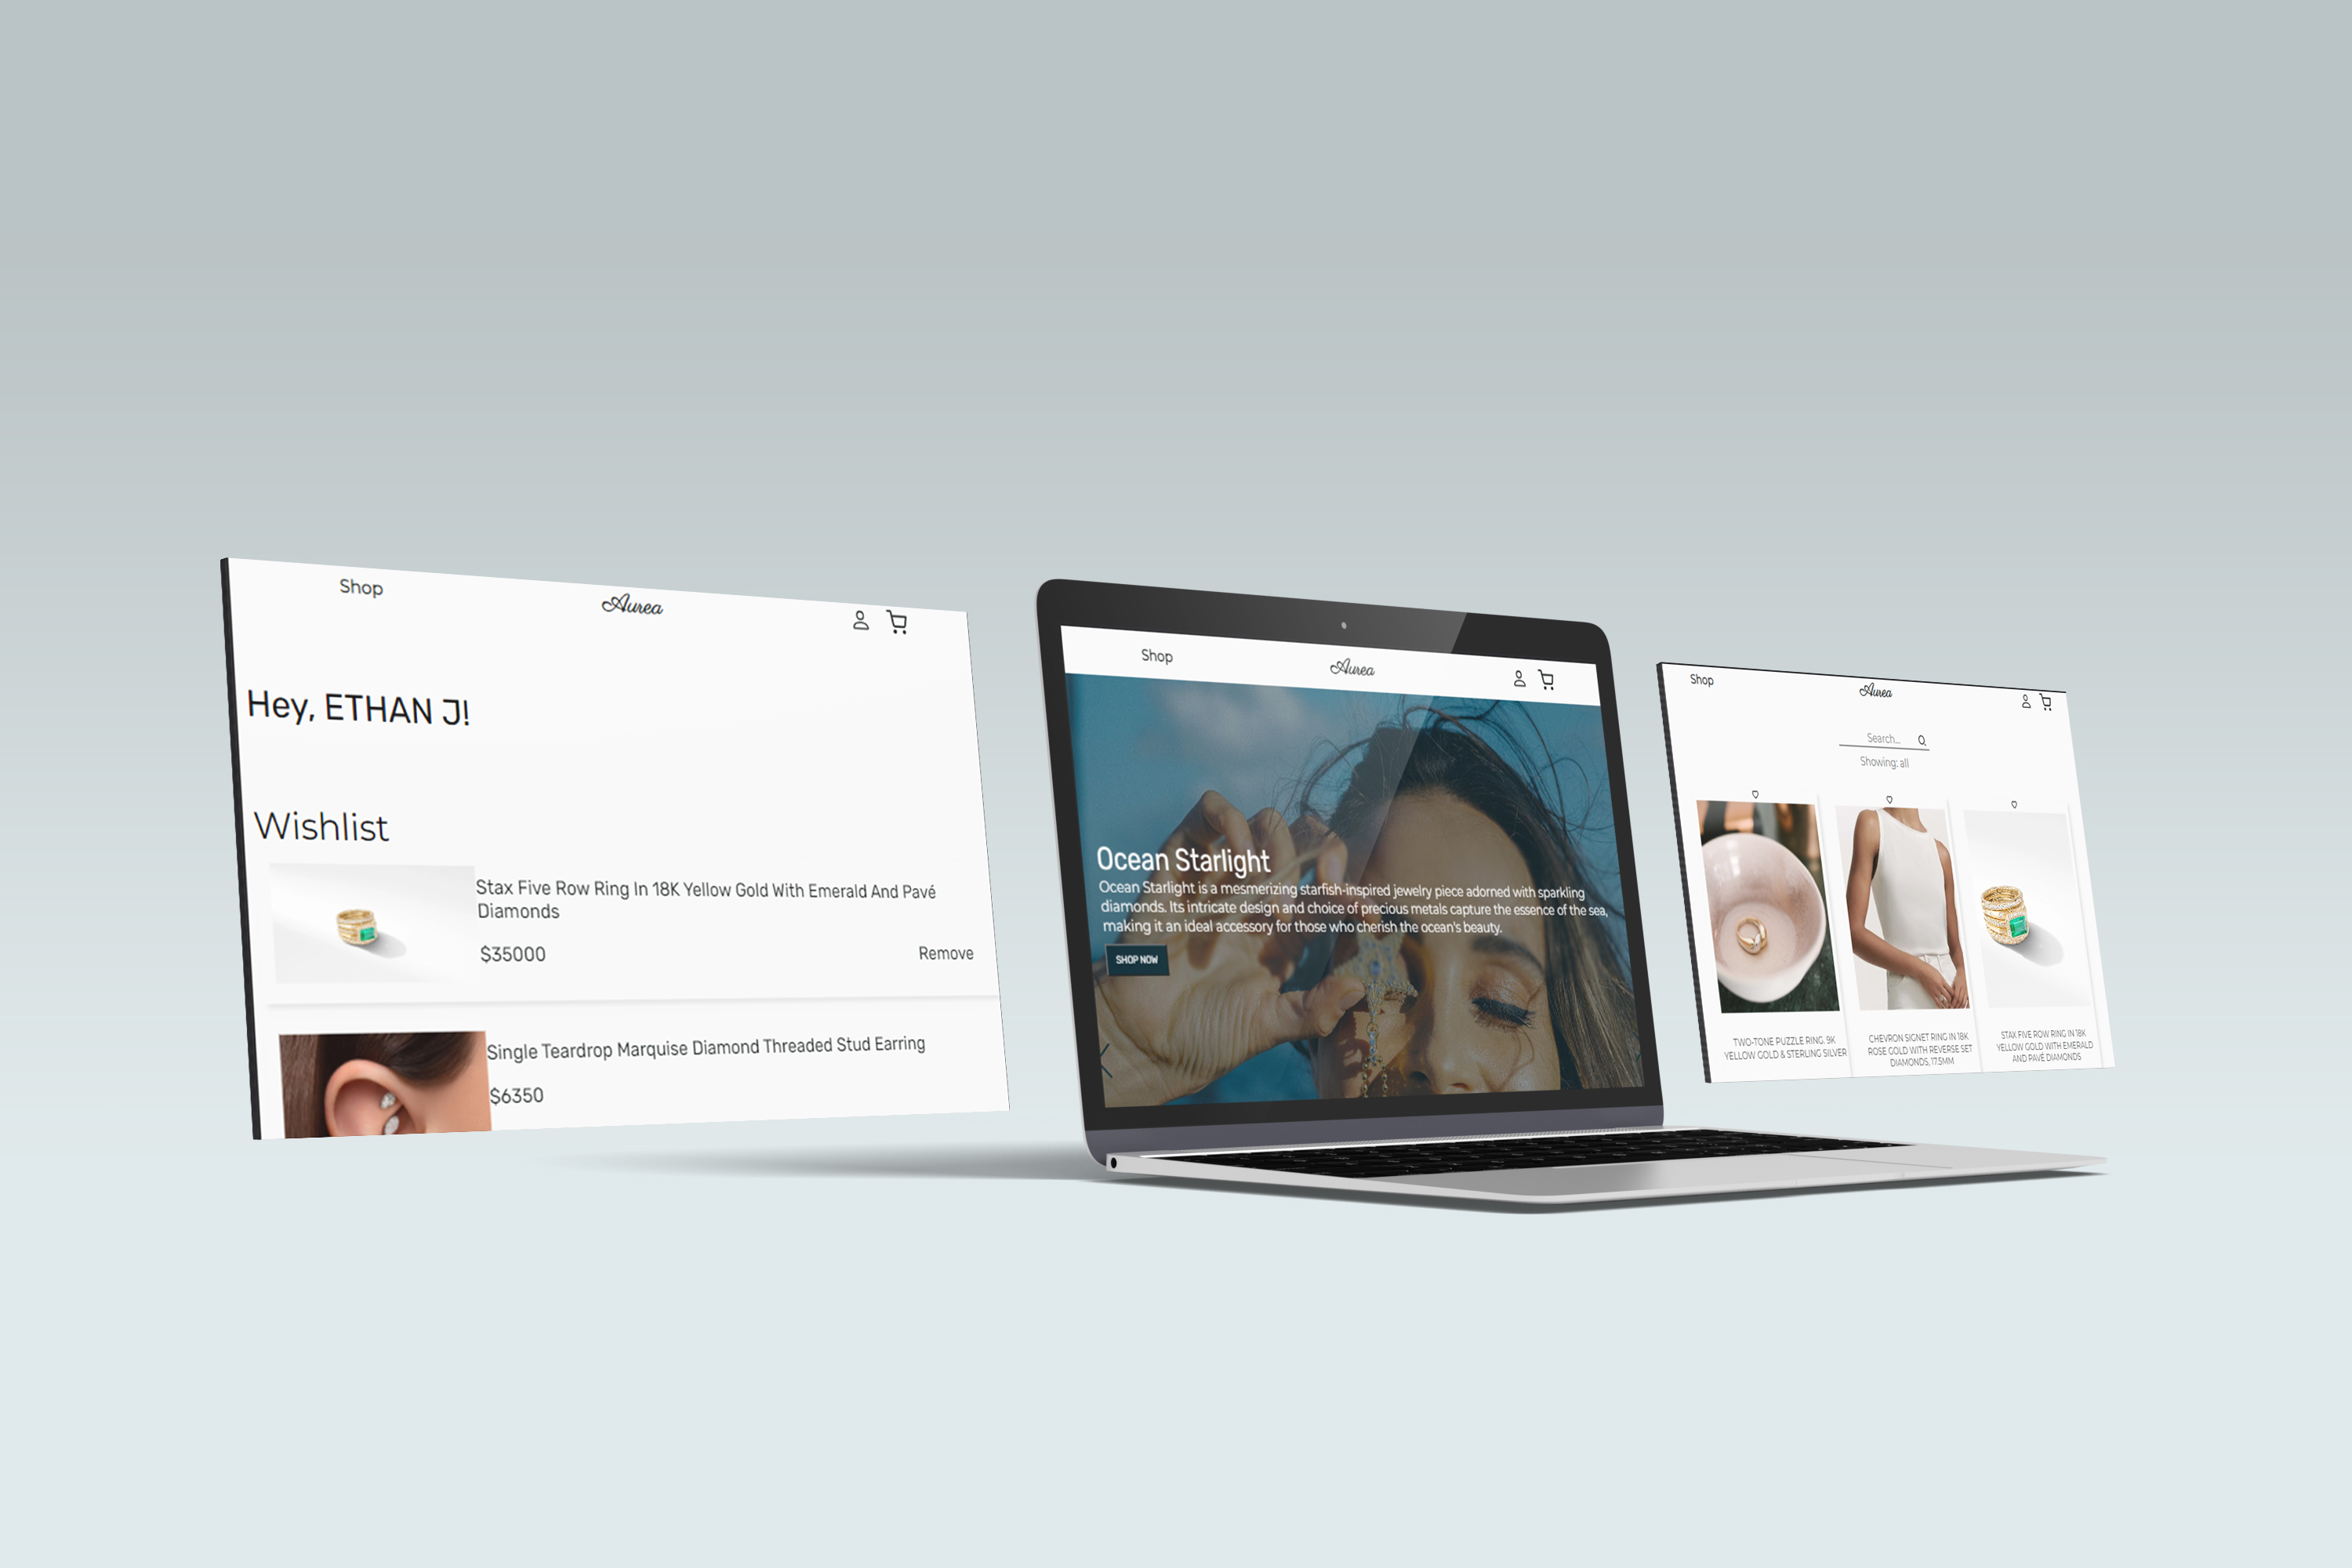 Shop
Aurea
Hey, ETHAN J!
Wishlist
Stax Five Row Ring In 18K Yellow Gold With Emerald And Pavé
Diamonds
$35000
Remove
Single Teardrop Marquise Diamond Threaded Stud Earring
$6350
Shop
Aurea
Ocean Starlight
Ocean Starlight is a mesmerizing starfish-inspired jewelry piece adorned with sparkling
diamonds. Its intricate design and choice of precious metals capture the essence of the sea,
making it an ideal accessory for those who cherish the ocean's beauty.
SHOP NOW
Shop
Aurea
Search...
Showing: all
TWO-TONE PUZZLE RING. 9K
YELLOW GOLD & STERLING SILVER
CHEVRON SIGNET RING IN 18K
ROSE GOLD WITH REVERSE SET
DIAMONDS, 17.5MM
STAX FIVE ROW RING IN 18K
YELLOW GOLD WITH EMERALD
AND PAVÉ DIAMONDS